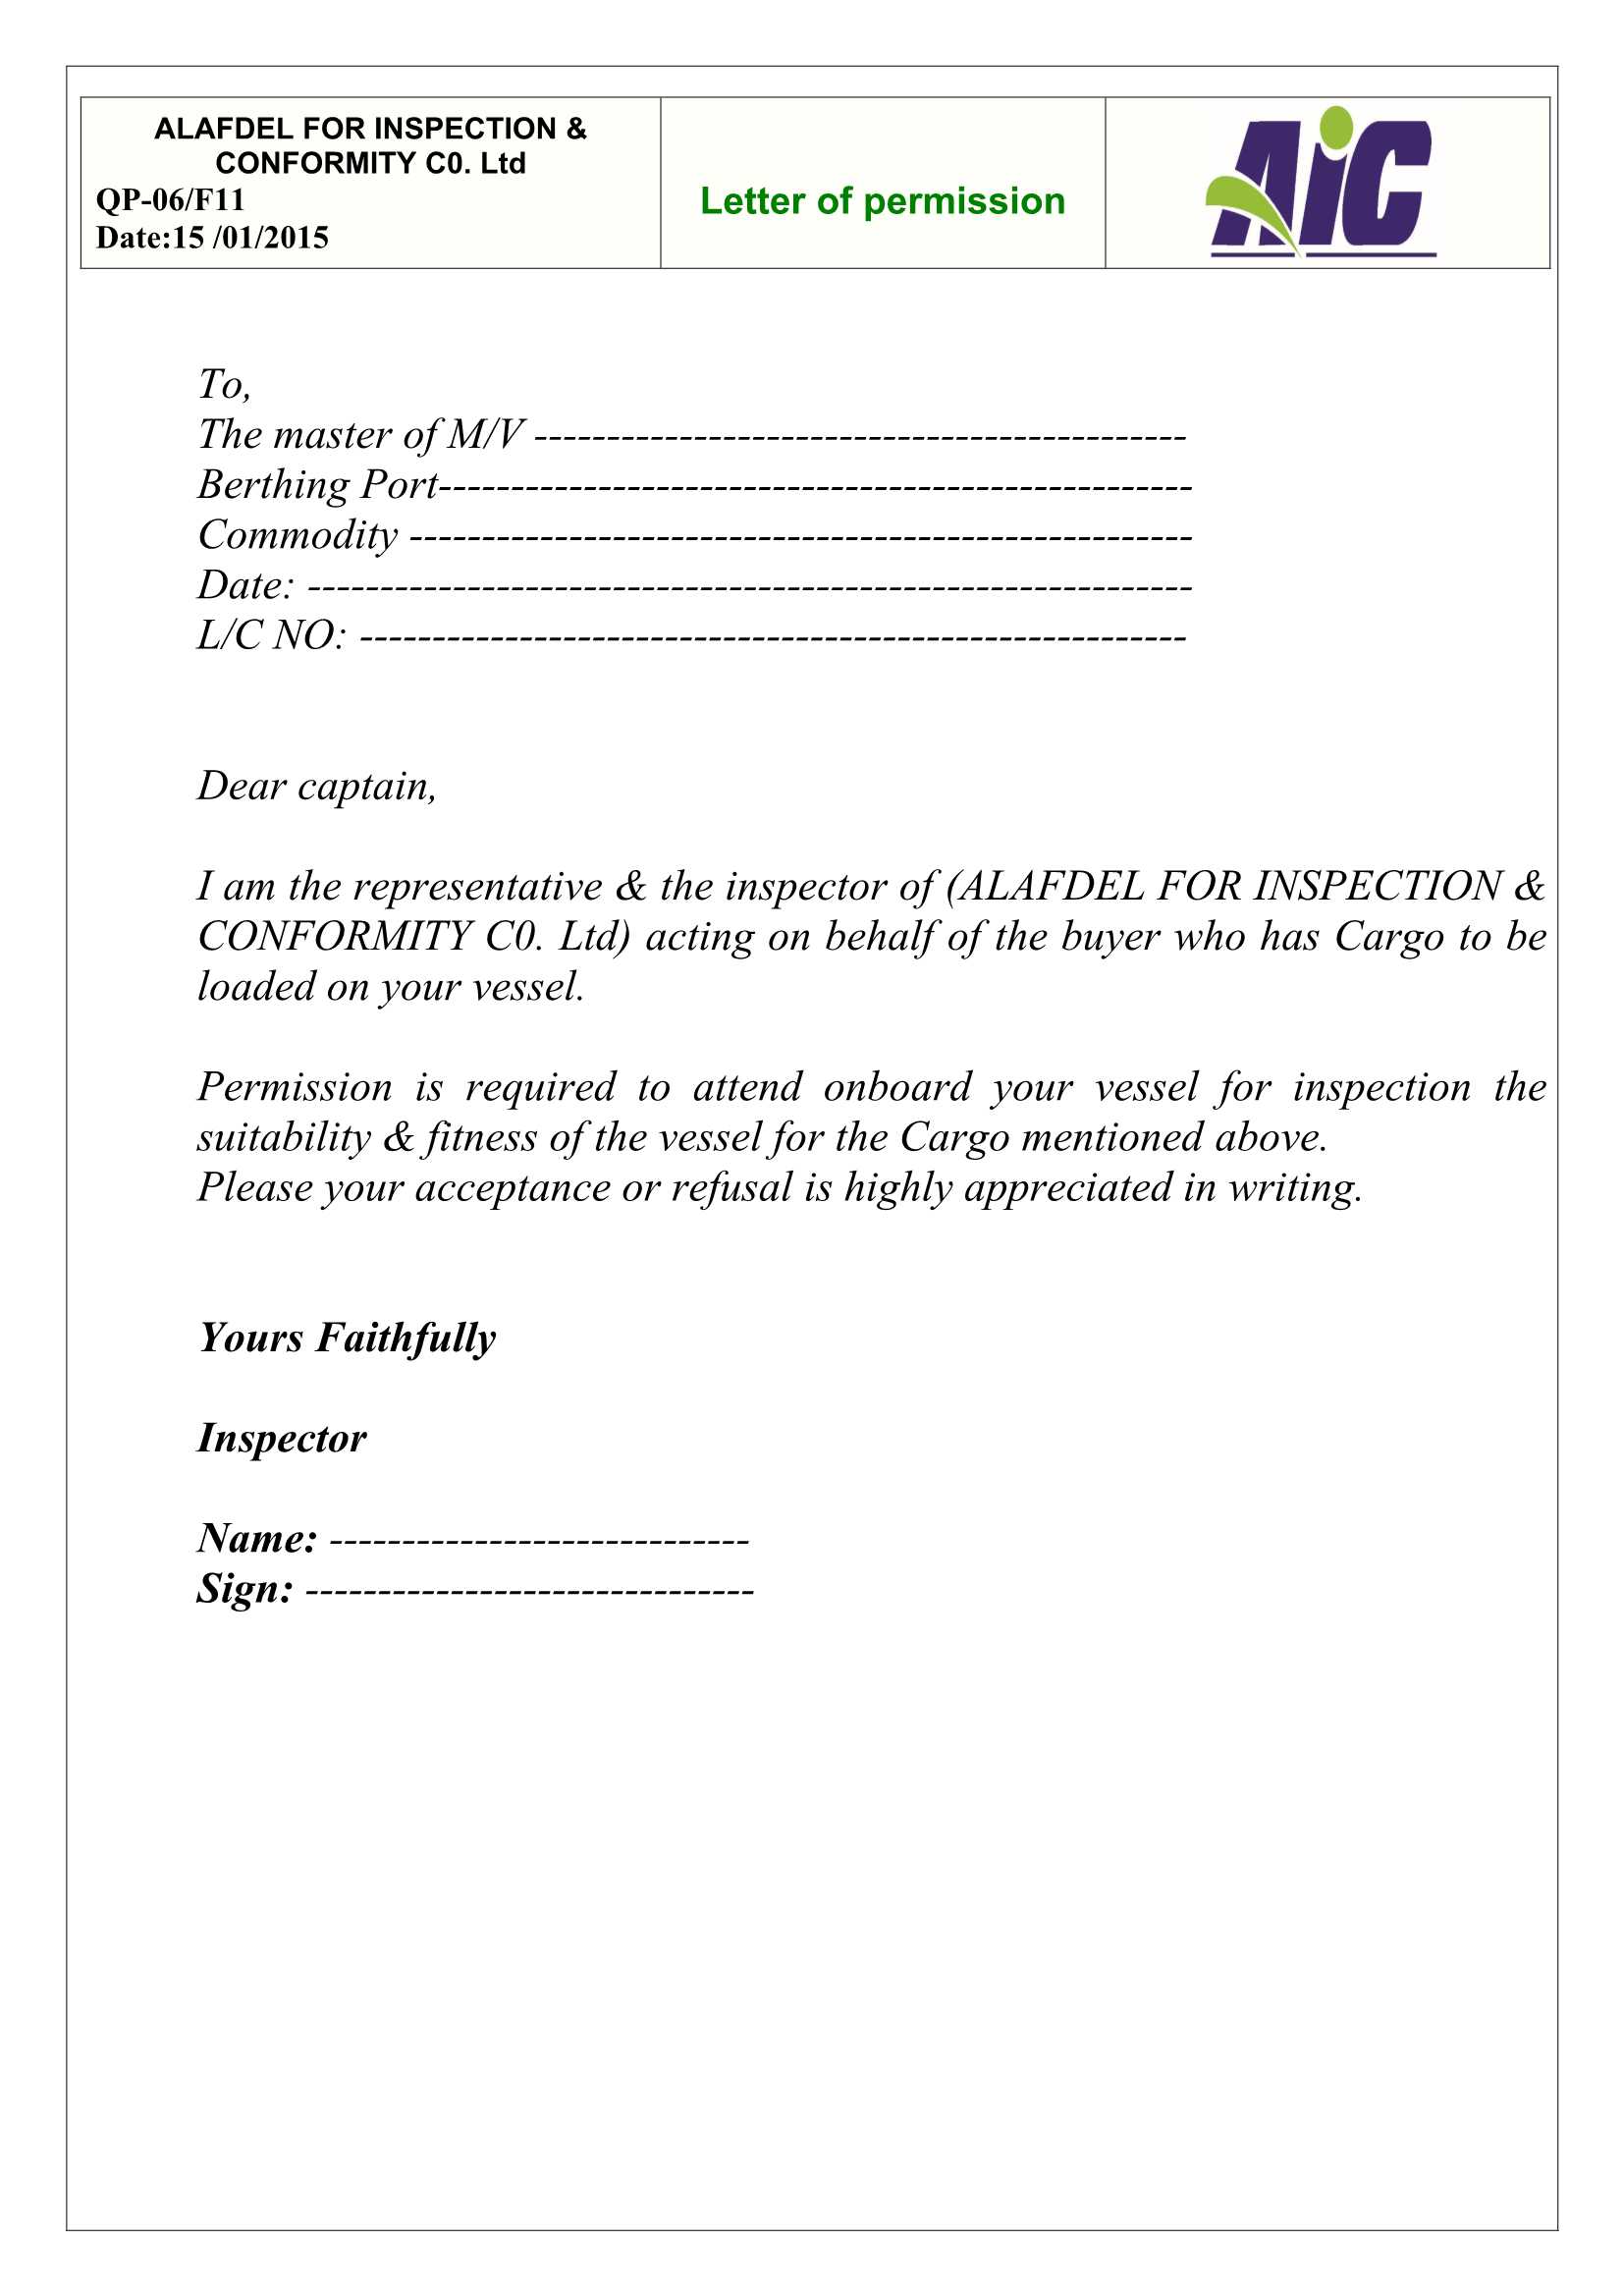 ALAFDEL FOR INSPECTION &
CONFORMITY C0. Ltd
QP-06/F11
Date:15 /01/2015
Letter of permission
AiC
To,
The master of M/V ---------------------------------------------
Berthing Port----------------------------------------------------
Commodity ------------------------------------------------------
Date: -------------------------------------------------------------
L/C NO: ---------------------------------------------------------
Dear captain,
I am the representative & the inspector of (ALAFDEL FOR INSPECTION &
CONFORMITY C0. Ltd) acting on behalf of the buyer who has Cargo to be
loaded on your vessel.
Permission is required to attend onboard your vessel for inspection the
suitability & fitness of the vessel for the Cargo mentioned above.
Please your acceptance or refusal is highly appreciated in writing.
Yours Faithfully
Inspector
Name: -----------------------------
Sign: -------------------------------